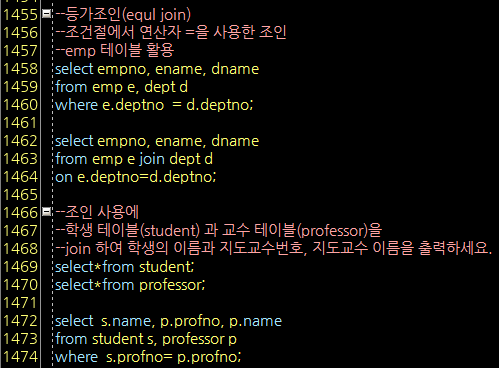 1455 --등가조인(equl join)
1456 --조건절에서 연산자 =을 사용한 조인
1457 --emp 테이블 활용
1458 select empno, ename, dname
1459 from emp e, dept d
1460 where e.deptno  = d.deptno;
1461
1462 select empno, ename, dname
1463 from emp e join dept d
1464 on e.deptno=d.deptno;
1465
1466 --조인 사용에
1467 --학생 테이블(student) 과 교수 테이블(professor)을
1468 --join 하여 학생의 이름과 지도교수번호, 지도교수 이름을 출력하세요.
1469 select*from student;
1470 select*from professor;
1471
1472 select  s.name, p.profno, p.name
1473 from student s, professor p
1474 where  s.profno= p.profno;